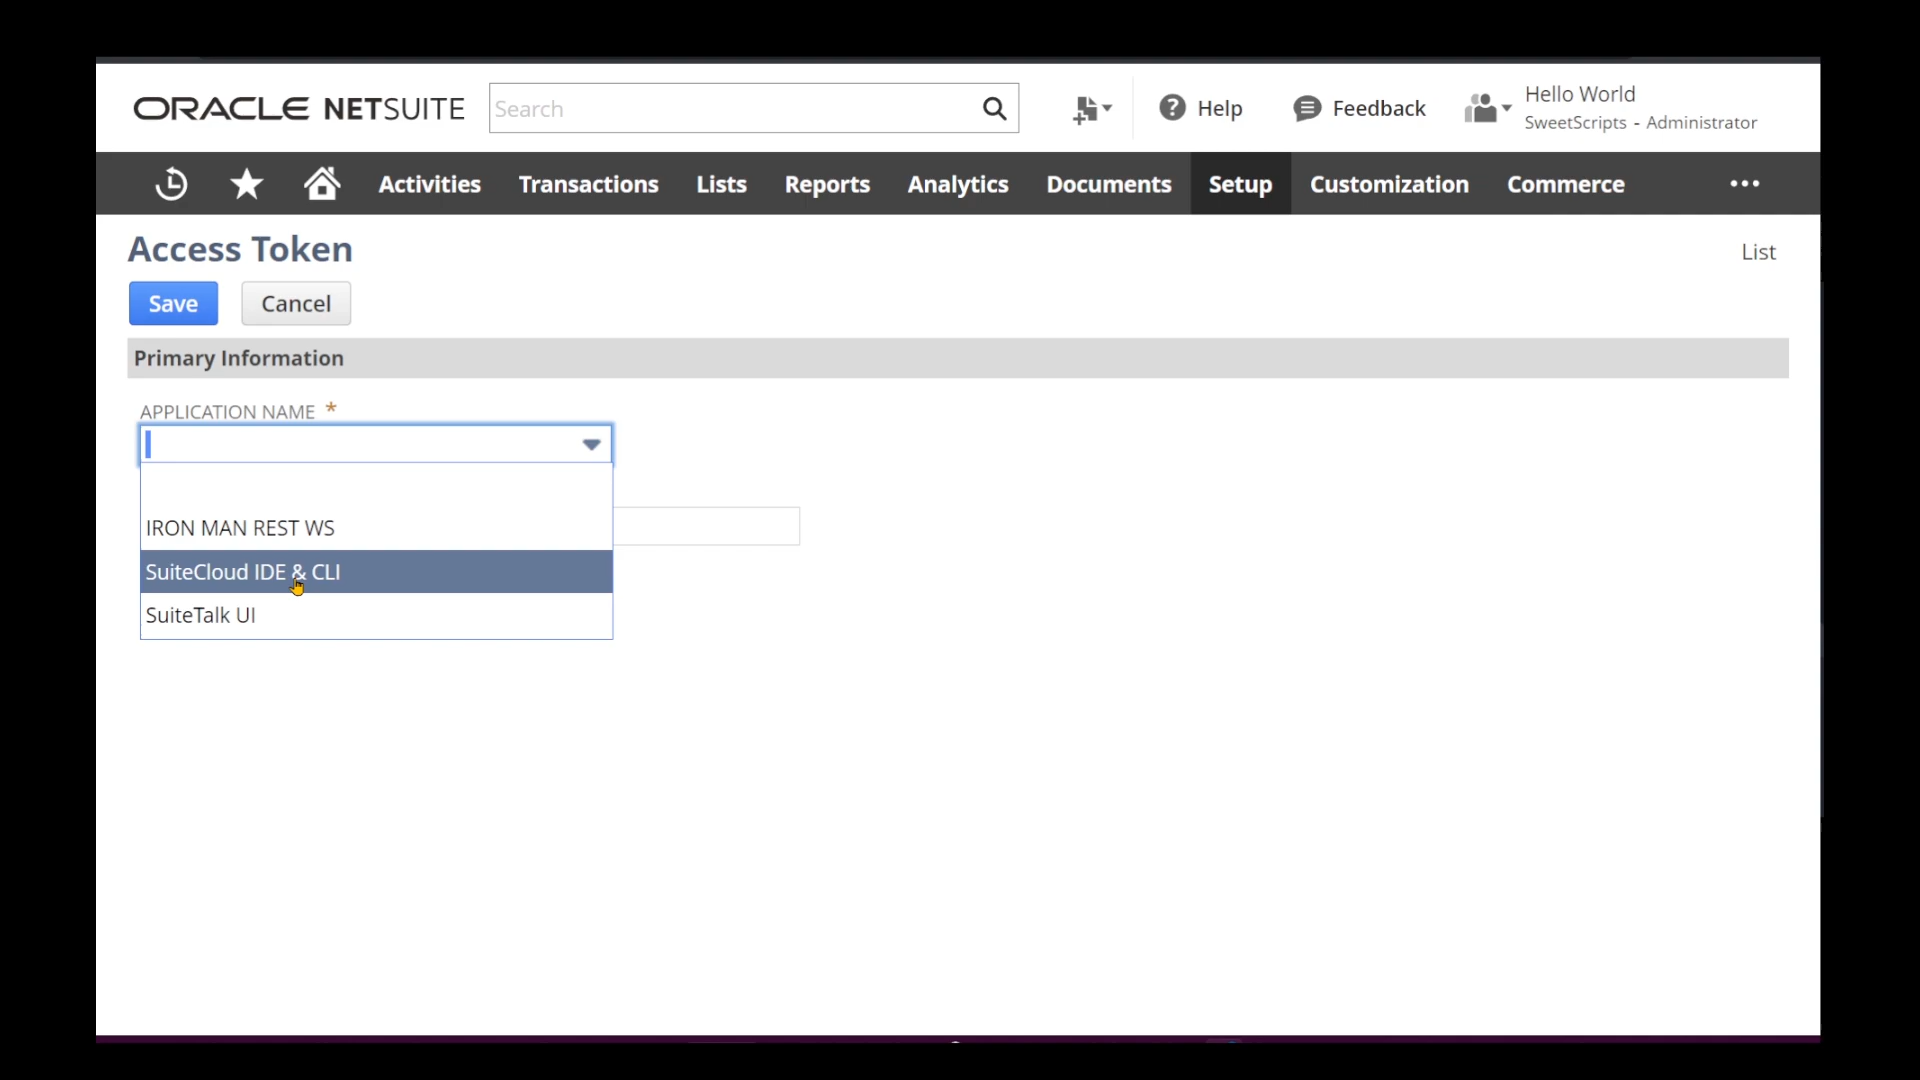 ORACLE NETSUITE
Search
Help
Feedback
Hello World
SweetScripts - Administrator
Activities
Transactions
Lists
Reports
Analytics
Documents
Setup
Customization
Commerce
Access Token
List
Save
Cancel
Primary Information
APPLICATION NAME *
IRON MAN REST WS
SuiteCloud IDE & CLI
SuiteTalk UI